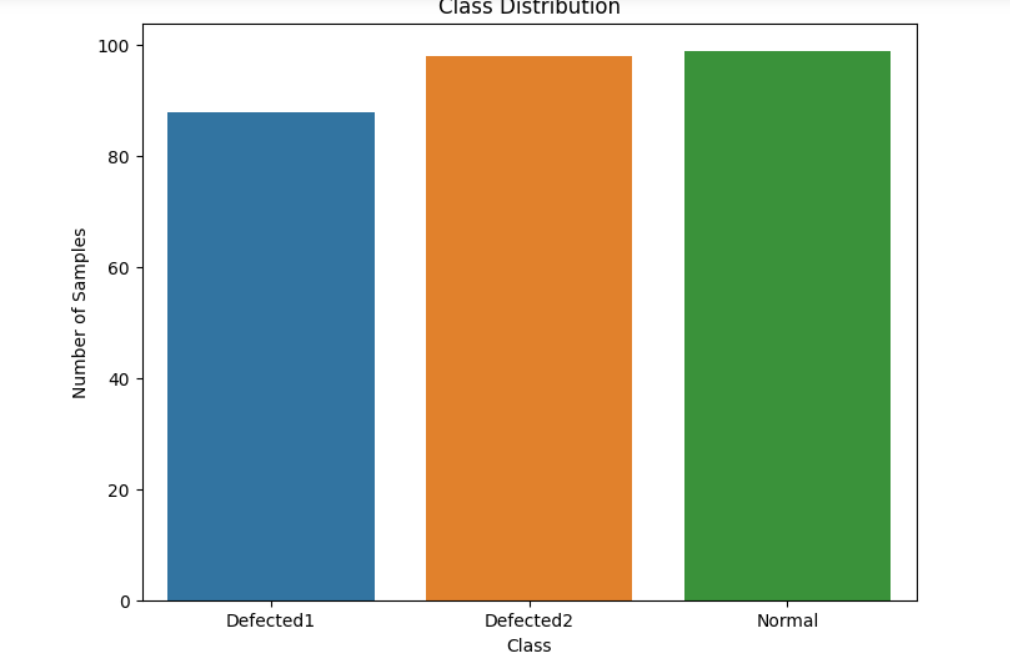 Class Distribution
100
80
60
40
20
0
Number of Samples
Defected1 Defected2 Normal
Class